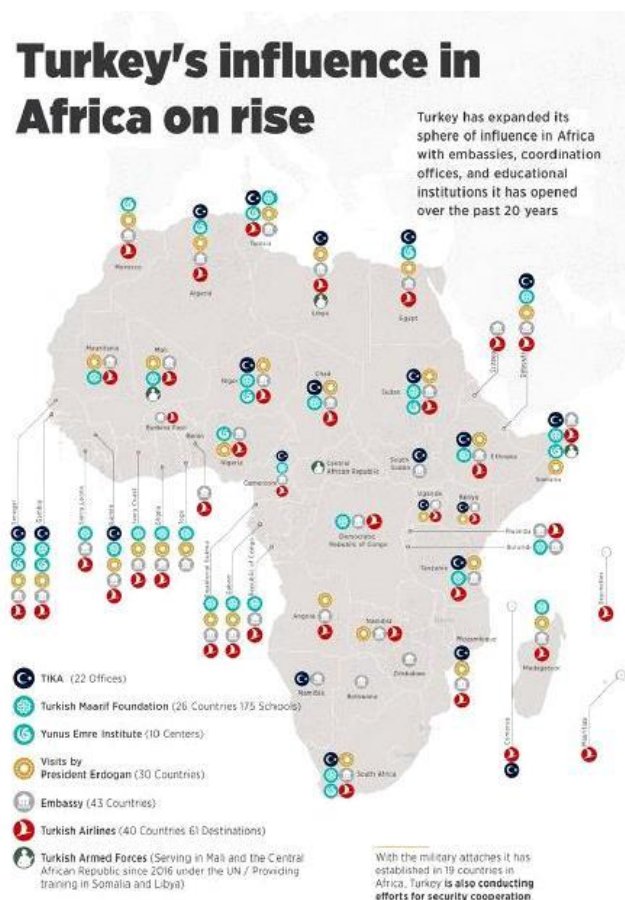 Turkey's influence in
Africa on rise
Turkey has expanded its
sphere of influence in Africa
with embassies, coordination
offices, and educational
institutions it has opened
over the past 20 years
Morocco
Algeria
Tunisia
Libya
Egypt
Eritrea
Djibouti
Mauritania
Mali
Niger
Chad
Sudan
Burkina Faso
Benin
Nigeria
Cameroon
Central
African Republic
South
Sudan
Ethiopia
Somalia
Senegal
Gambia
Sierra Leone
Guinea
Ivory Coast
Ghana
Togo
Equatorial Guinea
Gabon
Republic of Congo
Democratic
Republic of Congo
Uganda
Kenya
Rwanda
Burundi
Tanzania
Angola
Namibia
Zimbabwe
Mozambique
Madagascar
Comoros
Mauritius
Namibia
Botswana
South Africa
TIKA (22 Offices)
Turkish Maarif Foundation (26 Countries 175 Schools)
Yunus Emre Institute (10 Centers)
Visits by
President Erdogan (30 Countries)
Embassy (43 Countries)
Turkish Airlines (40 Countries 61 Destinations)
Turkish Armed Forces (Serving in Mali and the Central
African Republic since 2016 under the UN / Providing
training in Somalia and Libya)
With the military attaches it has
established in 19 countries in
Africa, Turkey is also conducting
efforts for security cooperation